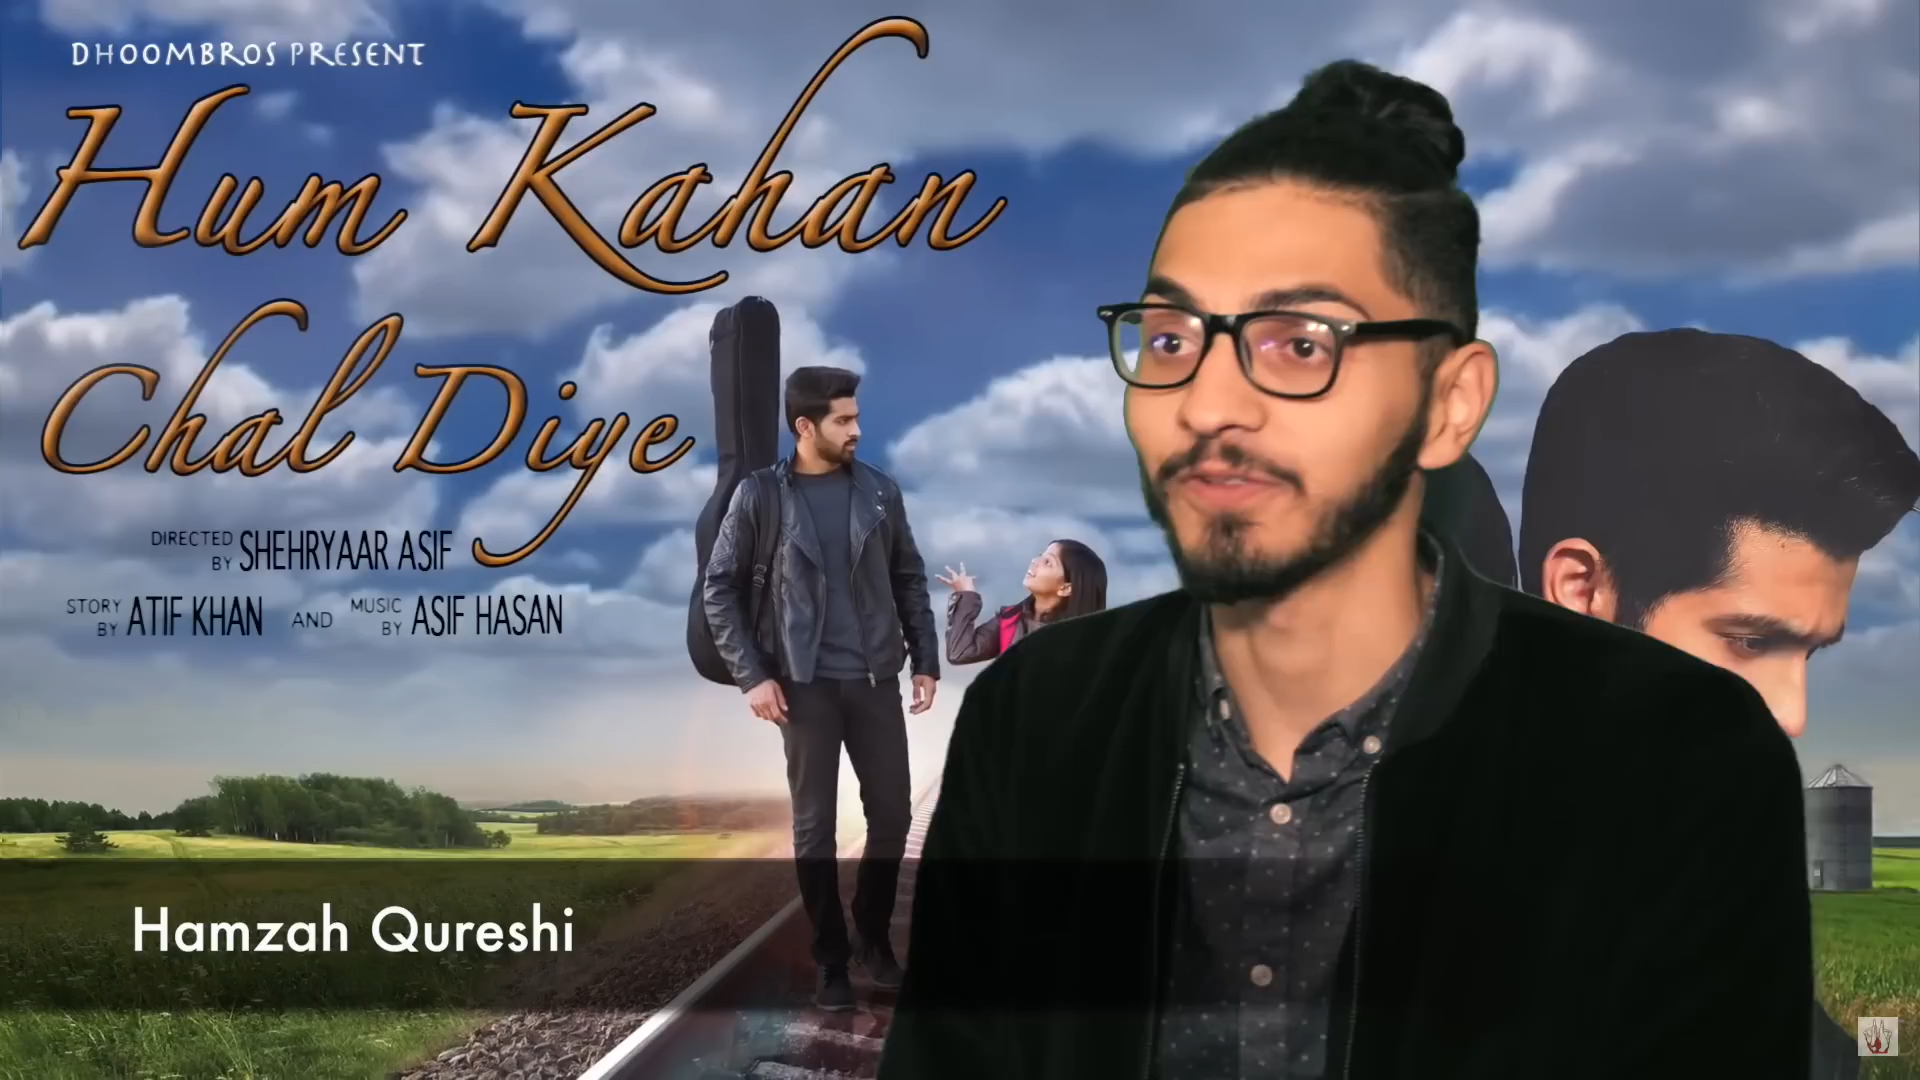 DHOOMBROS PRESENT
Hum Kahan
Chal Diye
DIRECTED BY SHEHRYAAR ASIF
STORY BY ATIF KHAN AND MUSIC BY ASIF HASAN
Hamzah Qureshi